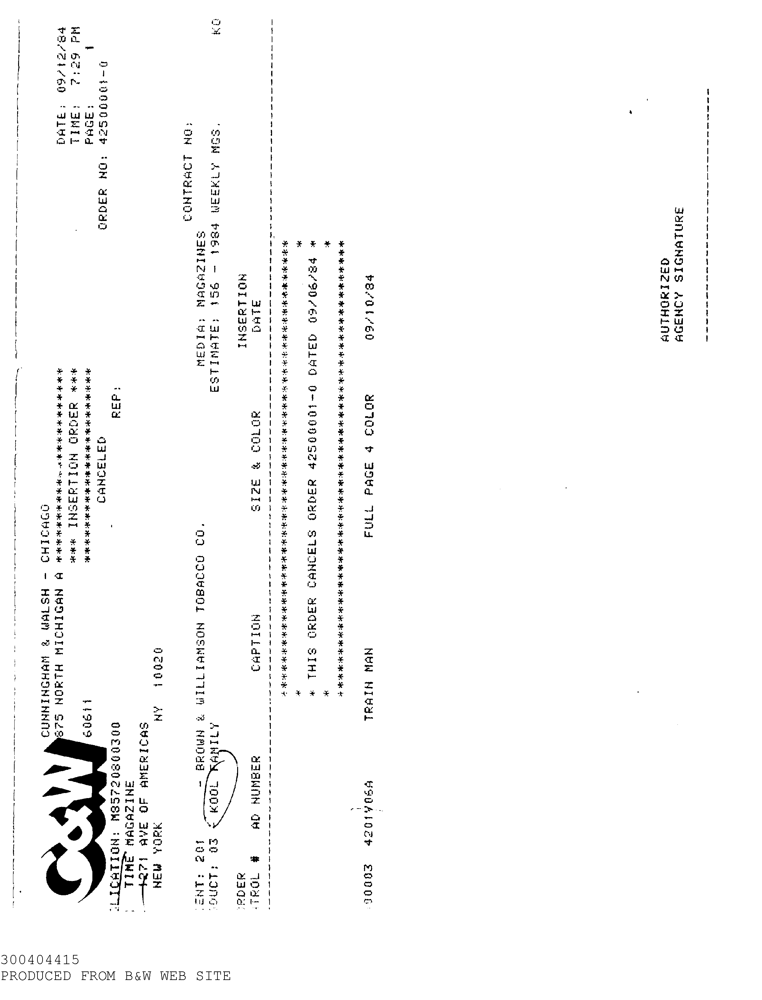 C&W
CUNNINGHAM & WALSH - CHICAGO
875 NORTH MICHIGAN A *****************************
DATE: 09/12/84
*** INSERTION ORDER ***
TIME: 7:29 PM
60611
*****************************
PAGE: 1
CANCELED
ORDER NO: 42500001-0
LICATION: M85720800300
REP:
TIME MAGAZINE
1271 AVE OF AMERICAS
NEW YORK NY 10020
CONTRACT NO:
ENT: 201 - BROWN & WILLIAMSON TOBACCO CO.
MEDIA: MAGAZINES
DUCT: 03 KOOL FAMILY
ESTIMATE: 156 - 1984 WEEKLY MGS. KO
RDER
INSERTION
TROL # AD NUMBER CAPTION SIZE & COLOR DATE
* THIS ORDER CANCELS ORDER 42500001-0 DATED 09/06/84 *
00003 4201V06A TRAIN MAN FULL PAGE 4 COLOR 09/10/84
AUTHORIZED
AGENCY SIGNATURE
300404415
PRODUCED FROM B&W WEB SITE